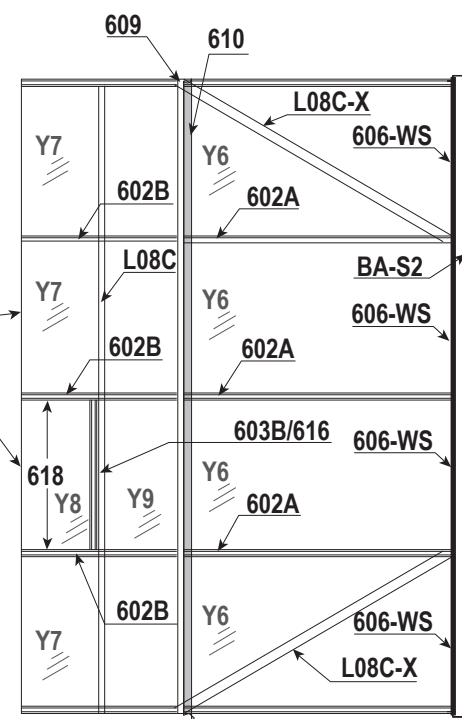 609
610
L08C-X
Y7
Y6
606-WS
602B
602A
L08C
BA-S2
Y7
Y6
606-WS
602B
602A
603B/616
606-WS
618
Y8
Y9
Y6
602A
602B
Y7
Y6
606-WS
L08C-X